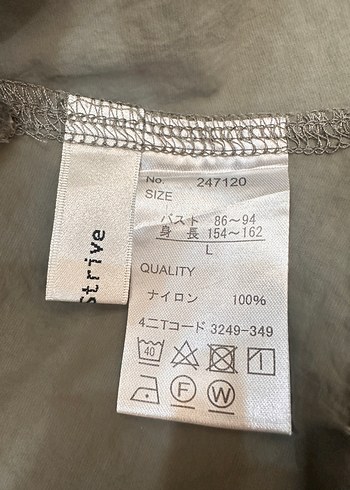 Strive
No. 247120
SIZE
バスト 86～94
身 長 154～162
L
QUALITY
ナイロン 100%
4ニTコード 3249-349
40
F W